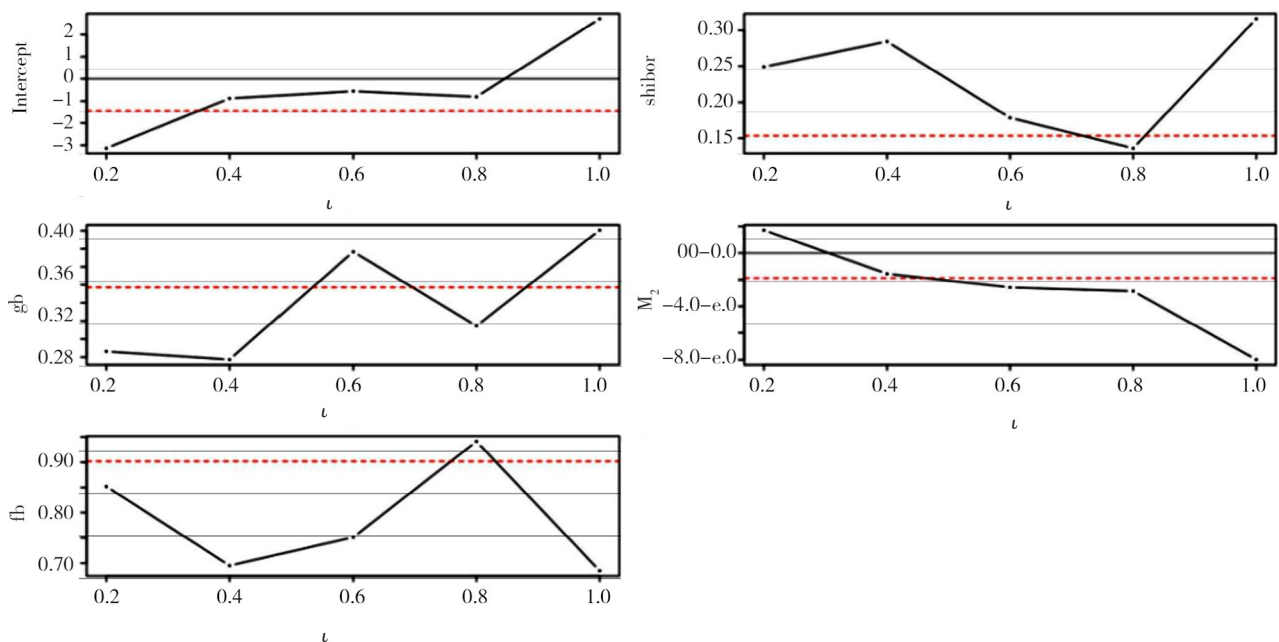 Intercept
2
1
0
−1
−2
−3
0.2 0.4 0.6 0.8 1.0
ι
shibor
0.30
0.25
0.20
0.15
0.2 0.4 0.6 0.8 1.0
ι
gb
0.40
0.36
0.32
0.28
0.2 0.4 0.6 0.8 1.0
ι
M₂
00−0.0
−4.0−e.0
−8.0−e.0
0.2 0.4 0.6 0.8 1.0
ι
fb
0.90
0.80
0.70
0.2 0.4 0.6 0.8 1.0
ι